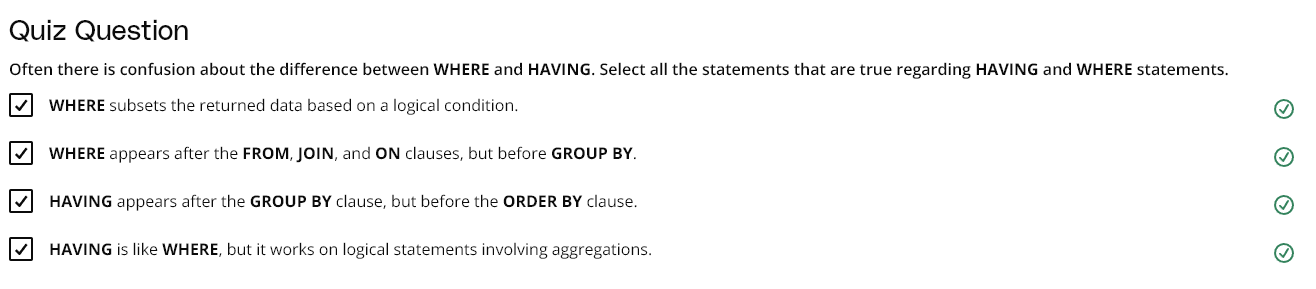 Quiz Question
Often there is confusion about the difference between WHERE and HAVING. Select all the statements that are true regarding HAVING and WHERE statements.
WHERE subsets the returned data based on a logical condition.
WHERE appears after the FROM, JOIN, and ON clauses, but before GROUP BY.
HAVING appears after the GROUP BY clause, but before the ORDER BY clause.
HAVING is like WHERE, but it works on logical statements involving aggregations.